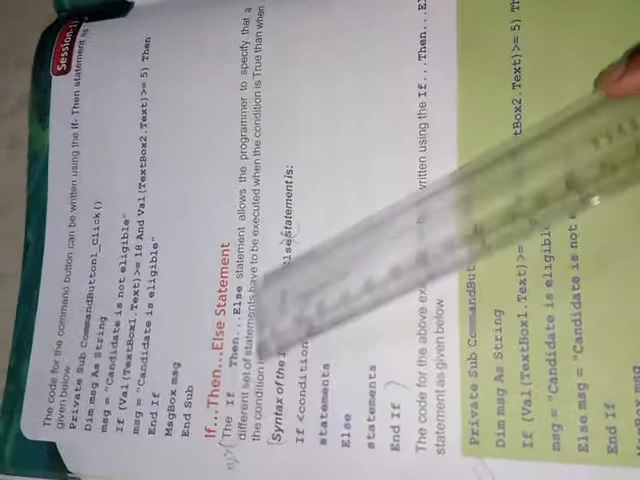 Session-1
The code for the command button can be written using the If. Then statement as
given below
Private Sub CommandButton1_click()
Dim msg As String
msg = "Candidate is not eligible"
If (Val(TextBox1.Text)>= 18 And Val(TextBox2.Text)>= 5) Then
msg = "Candidate is eligible"
End if
MsgBox msg
End Sub
If...Then...Else Statement
The If Then...Else statement allows the programmer to specify that a
different set of statements have to be executed when the condition is True than when
the condition
(Syntax of the lse statement is:
If <condition
statements
Else
statements
End If
The code for the above ex written using the If...Then...E
statement as given below
Private Sub CommandBut
Dim msg As String
If (Val(TextBox1.Text)>= tBox2.Text)>= 5) Th
msg = "Candidate is eligibl
Else msg = "Candidate is not e
End If